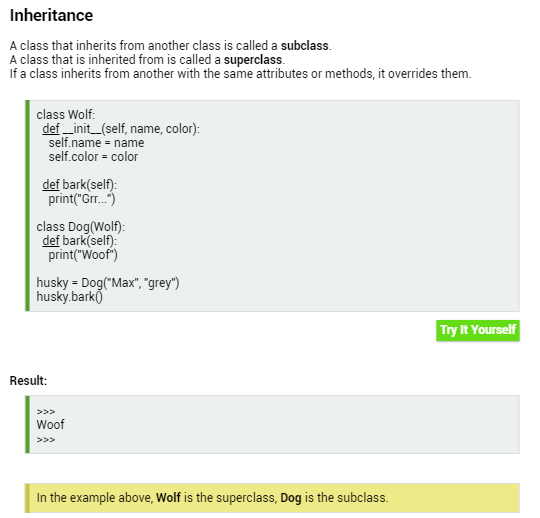 Inheritance
A class that inherits from another class is called a subclass.
A class that is inherited from is called a superclass.
If a class inherits from another with the same attributes or methods, it overrides them.
class Wolf:
  def __init__(self, name, color):
    self.name = name
    self.color = color
  def bark(self):
    print("Grr...")
class Dog(Wolf):
  def bark(self):
    print("Woof")
husky = Dog("Max", "grey")
husky.bark()
Try It Yourself
Result:
>>>
Woof
>>>
In the example above, Wolf is the superclass, Dog is the subclass.